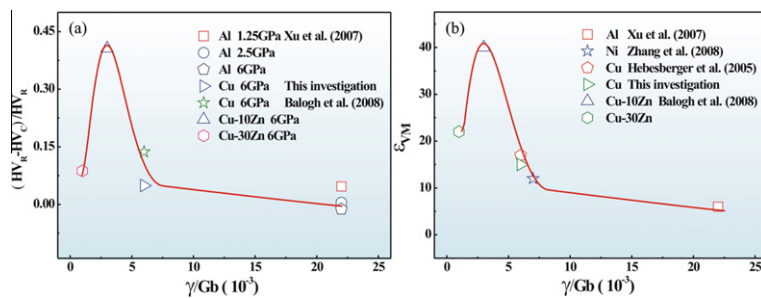 (a)
Al 1.25GPa Xu et al. (2007)
Al 2.5GPa
Al 6GPa
Cu 6GPa This investigation
Cu 6GPa Balogh et al. (2008)
Cu-10Zn 6GPa
Cu-30Zn 6GPa
(HV_R-HV_C)/HV_R
0.45
0.30
0.15
0.00
0 5 10 15 20 25
γ/Gb (10⁻³)
(b)
Al Xu et al. (2007)
Ni Zhang et al. (2008)
Cu Hebesberger et al. (2005)
Cu This investigation
Cu-10Zn Balogh et al. (2008)
Cu-30Zn
ε_VM
40
30
20
10
0
0 5 10 15 20 25
γ/Gb (10⁻³)